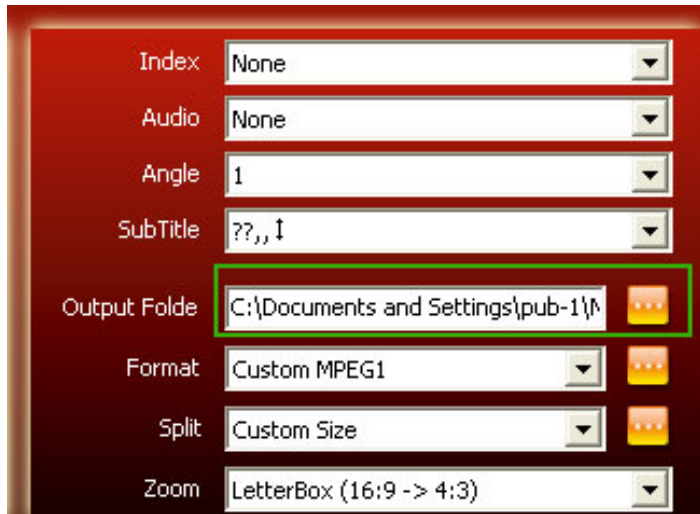 Index None
Audio None
Angle 1
SubTitle ??,, ↕
Output Folde C:\Documents and Settings\pub-1\M
Format Custom MPEG1
Split Custom Size
Zoom LetterBox (16:9 -> 4:3)